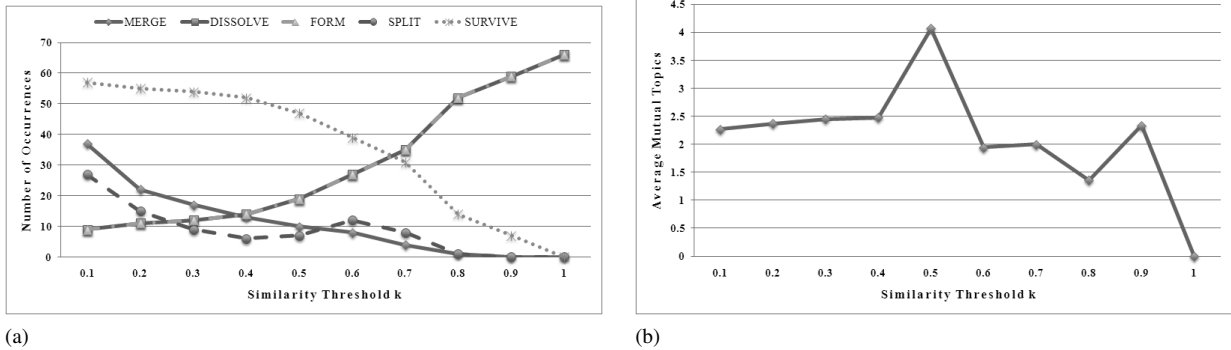 MERGE DISSOLVE FORM SPLIT SURVIVE
70
60
50
40
30
20
10
0
Number of Occurrences
0.1 0.2 0.3 0.4 0.5 0.6 0.7 0.8 0.9 1
Similarity Threshold k
(a)
4.5
4
3.5
3
2.5
2
1.5
1
0.5
0
Average Mutual Topics
0.1 0.2 0.3 0.4 0.5 0.6 0.7 0.8 0.9 1
Similarity Threshold k
(b)